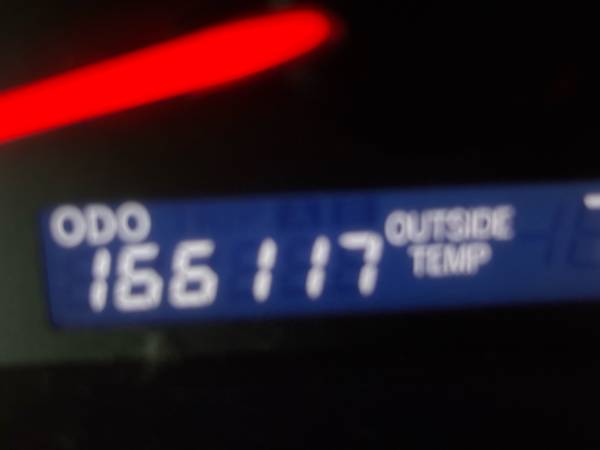 ODO
166117
OUTSIDE
TEMP